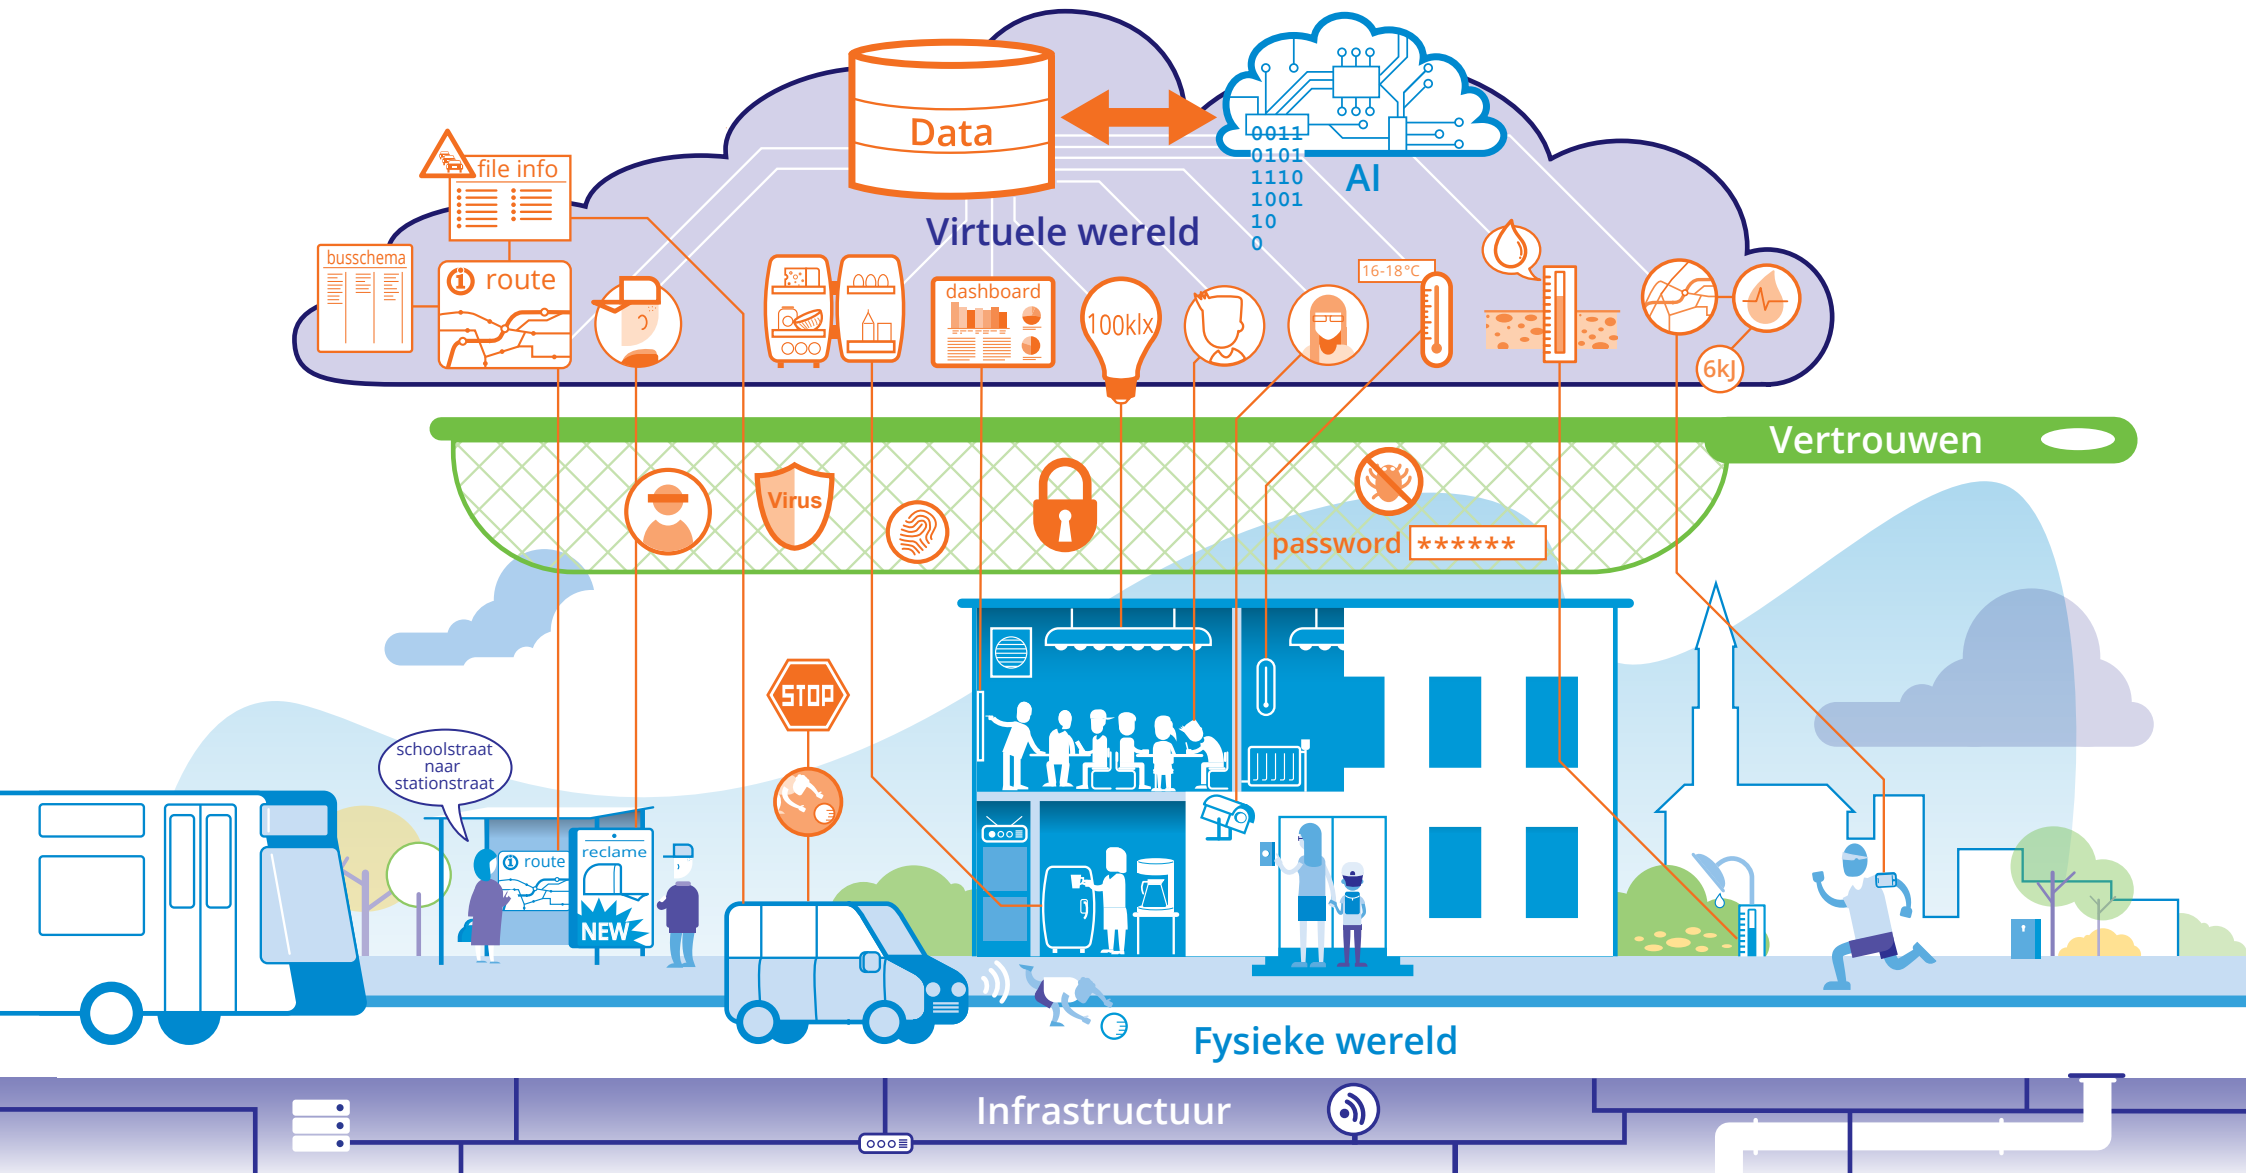 Data
0011
0101
1110
1001
10
0
AI
Virtuele wereld
file info
busschema
route
dashboard
100klx
16-18°C
6kJ
Vertrouwen
Virus
password ******
STOP
schoolstraat
naar
stationstraat
route
reclame
NEW
Fysieke wereld
Infrastructuur